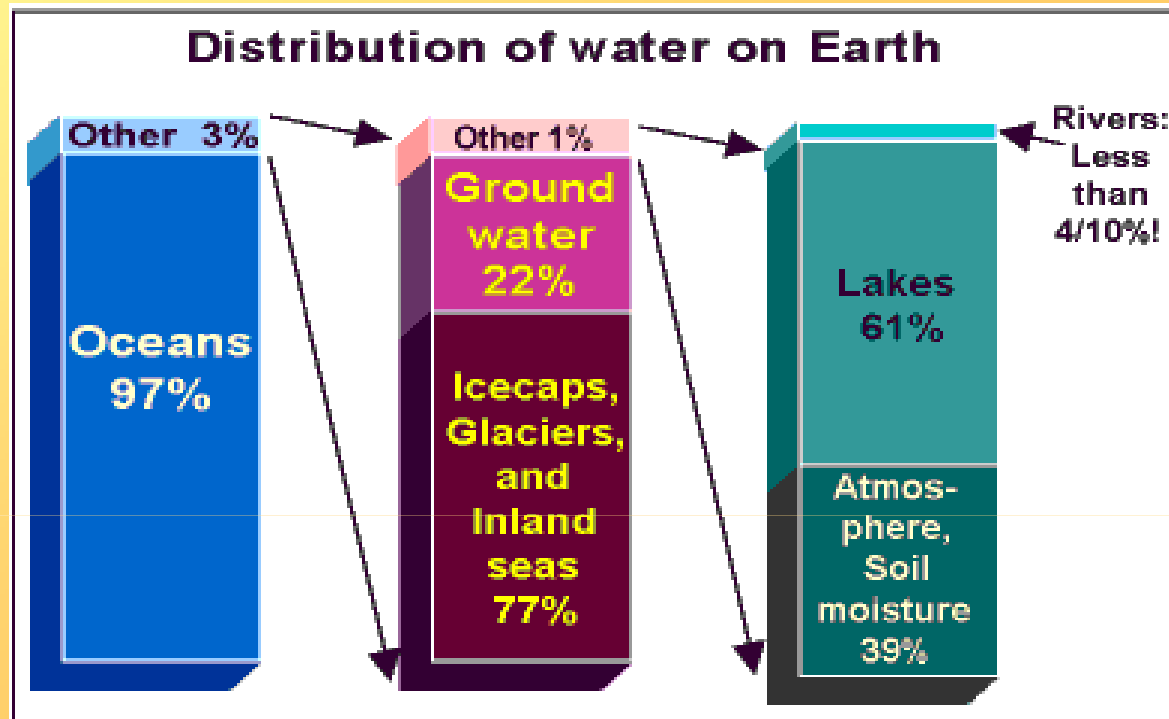 Distribution of water on Earth
Other 3%
Oceans
97%
Other 1%
Ground
water
22%
Icecaps,
Glaciers,
and
Inland
seas
77%
Rivers:
Less
than
4/10%!
Lakes
61%
Atmos-
phere,
Soil
moisture
39%